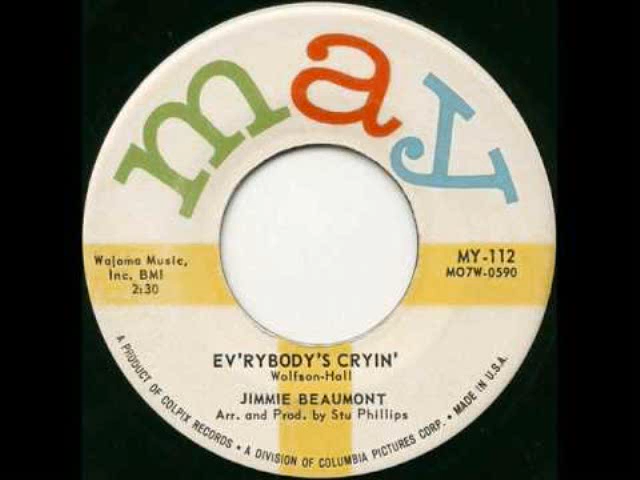 may
Wajama Music,
Inc. BMI
2:30
MY-112
MO7W-0590
EV'RYBODY'S CRYIN'
Wolfson-Hall
JIMMIE BEAUMONT
Arr. and Prod. by Stu Phillips
A PRODUCT OF COLPIX RECORDS • A DIVISION OF COLUMBIA PICTURES CORP. • MADE IN U.S.A.